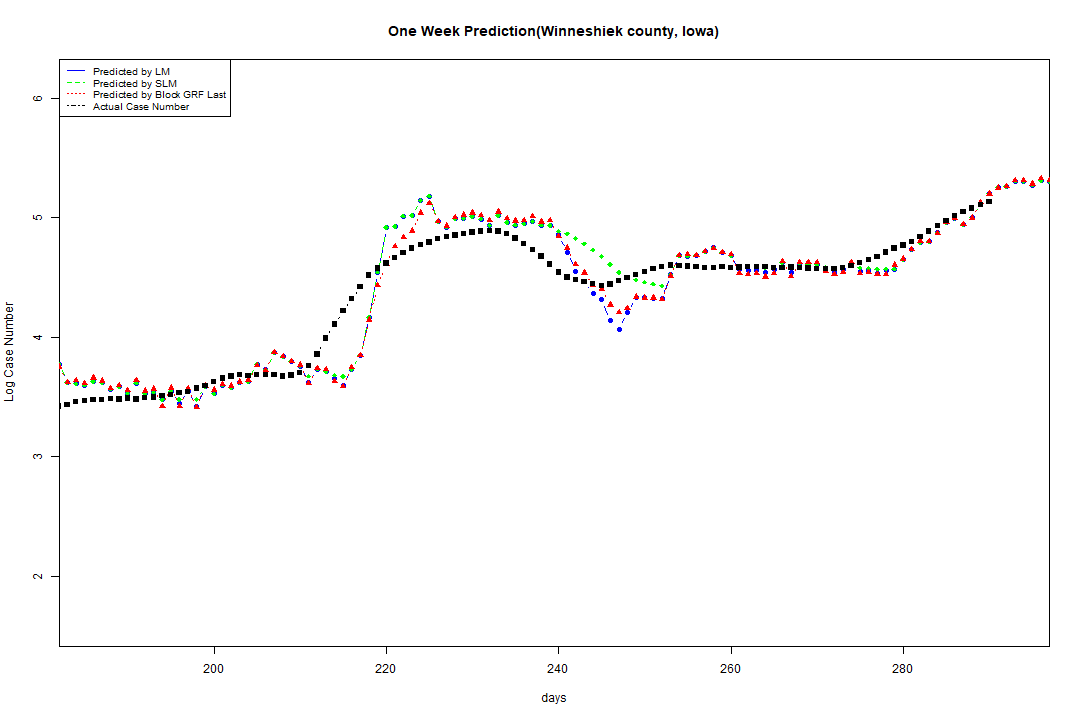 One Week Prediction(Winneshiek county, Iowa)
Predicted by LM
Predicted by SLM
Predicted by Block GRF Last
Actual Case Number
6
5
4
3
2
Log Case Number
200 220 240 260 280
days